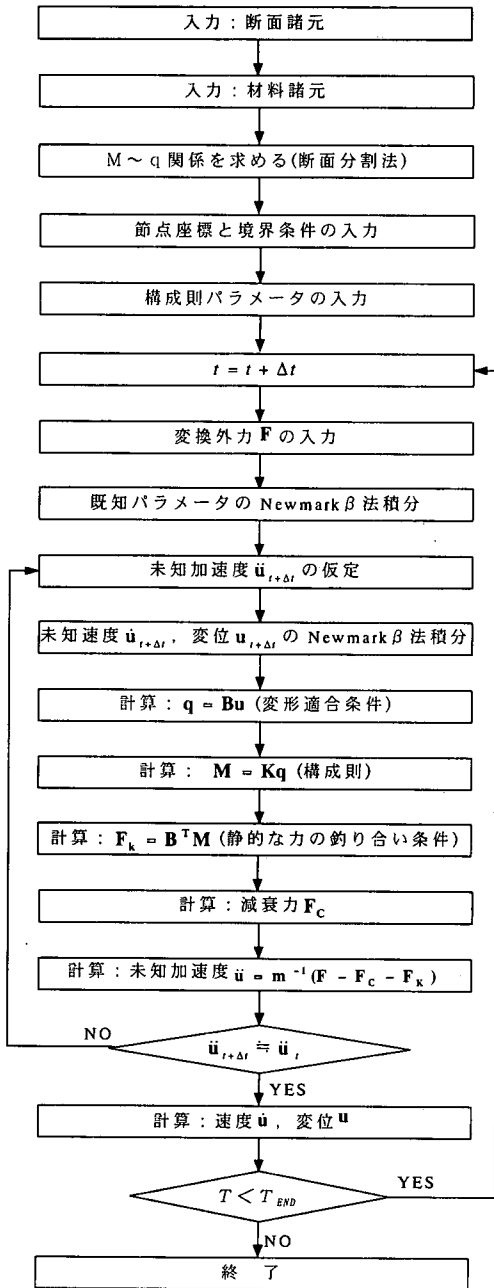 入力：断面諸元
入力：材料諸元
M～q 関係を求める(断面分割法)
節点座標と境界条件の入力
構成則パラメータの入力
t = t + Δt
変換外力 F の入力
既知パラメータの Newmark β 法積分
未知加速度 ü_{t+Δt} の仮定
未知速度 u̇_{t+Δt} , 変位 u_{t+Δt} の Newmark β 法積分
計算： q = Bu (変形適合条件)
計算： M = Kq (構成則)
計算： F_k = B^T M (静的な力の釣り合い条件)
計算：減衰力 F_C
計算：未知加速度 ü = m^{-1} (F - F_C - F_K )
NO
ü_{t+Δt} ≒ ü_t
YES
計算：速度 u̇ , 変位 u
T < T_{END}
YES
NO
終 了